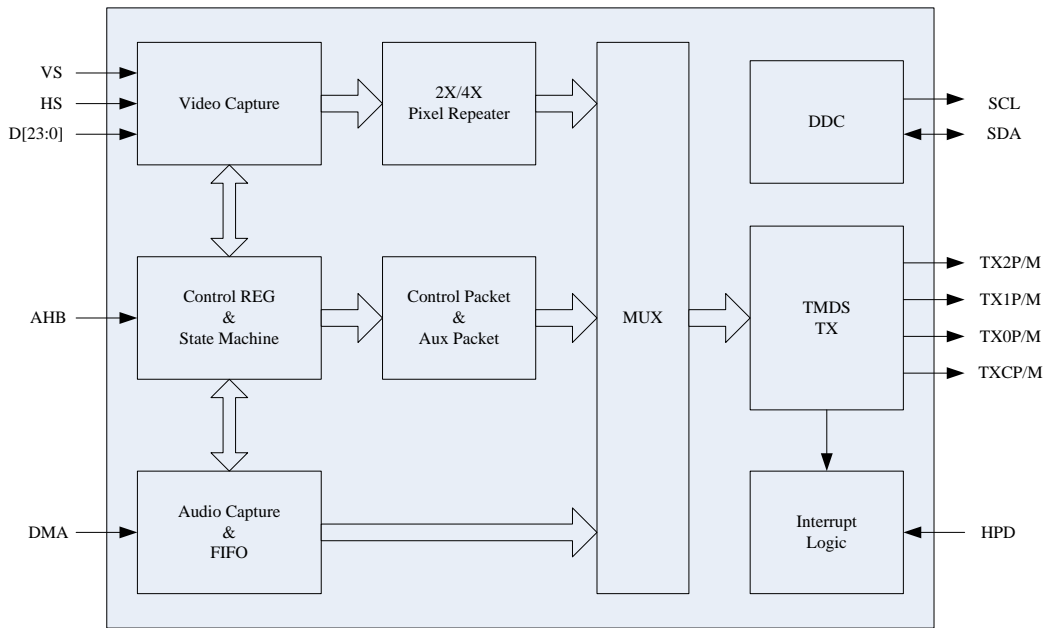 VS
HS
D[23:0]
Video Capture
2X/4X
Pixel Repeater
DDC
SCL
SDA
AHB
Control REG
&
State Machine
Control Packet
&
Aux Packet
MUX
TMDS
TX
TX2P/M
TX1P/M
TX0P/M
TXCP/M
DMA
Audio Capture
&
FIFO
Interrupt
Logic
HPD